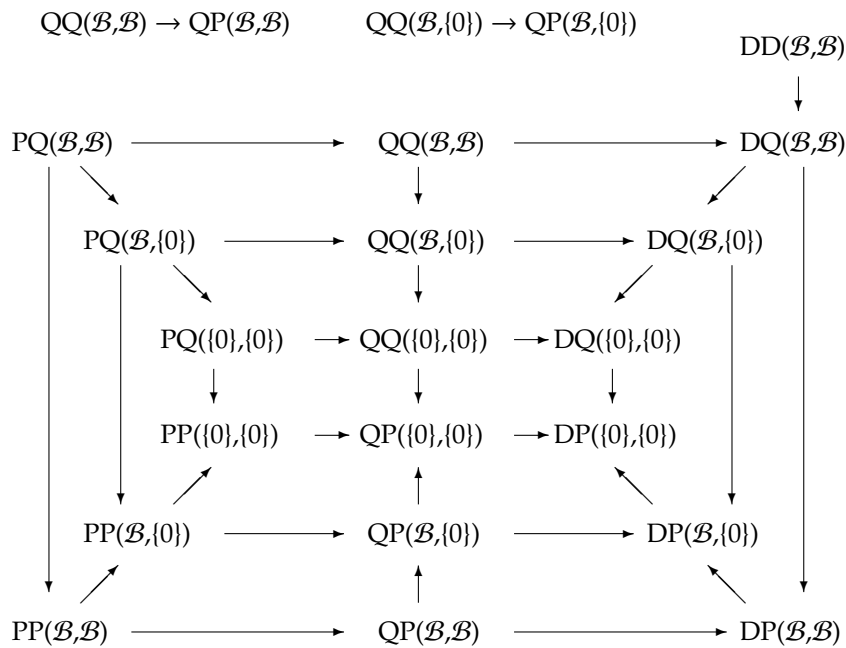 QQ(ℬ,ℬ) → QP(ℬ,ℬ) QQ(ℬ,{0}) → QP(ℬ,{0})
DD(ℬ,ℬ)
PQ(ℬ,ℬ) QQ(ℬ,ℬ) DQ(ℬ,ℬ)
PQ(ℬ,{0}) QQ(ℬ,{0}) DQ(ℬ,{0})
PQ({0},{0}) QQ({0},{0}) DQ({0},{0})
PP({0},{0}) QP({0},{0}) DP({0},{0})
PP(ℬ,{0}) QP(ℬ,{0}) DP(ℬ,{0})
PP(ℬ,ℬ) QP(ℬ,ℬ) DP(ℬ,ℬ)